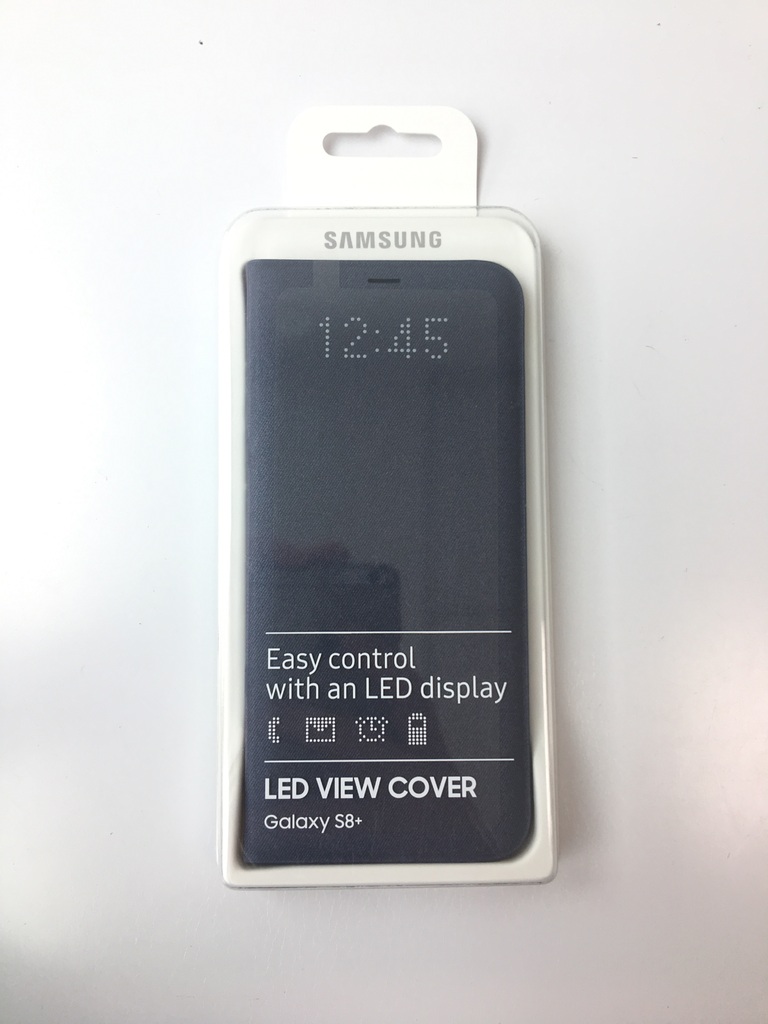 SAMSUNG
12:45
Easy control
with an LED display
LED VIEW COVER
Galaxy S8+